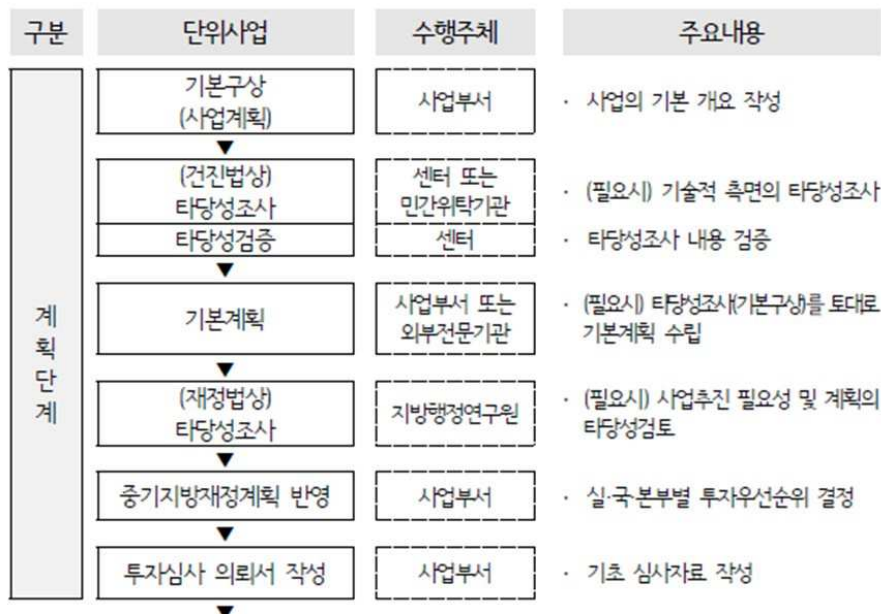 구분 단위사업 수행주체 주요내용
계획단계
기본구상
(사업계획)
사업부서
· 사업의 기본 개요 작성
▼
(건진법상)
타당성조사
센터 또는
민간위탁기관
· (필요시) 기술적 측면의 타당성조사
타당성검증
센터
· 타당성조사 내용 검증
▼
기본계획
사업부서 또는
외부전문기관
· (필요시) 타당성조사(기본구상)를 토대로
기본계획 수립
▼
(재정법상)
타당성조사
지방행정연구원
· (필요시) 사업추진 필요성 및 계획의
타당성검토
▼
중기지방재정계획 반영
사업부서
· 실·국·본부별 투자우선순위 결정
▼
투자심사 의뢰서 작성
사업부서
· 기초 심사자료 작성
▼